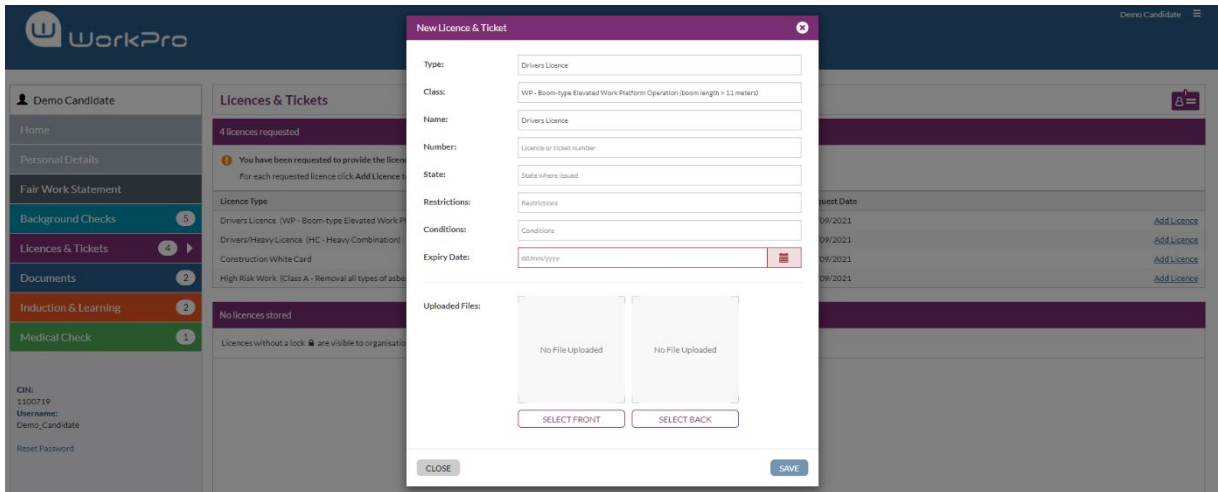 WorkPro
Demo Candidate
Demo Candidate
Home
Personal Details
Fair Work Statement
Background Checks 5
Licences & Tickets 4
Documents 2
Induction & Learning 2
Medical Check 1
CIN:
1100719
Username:
Demo_Candidate
Reset Password
Licences & Tickets
4 licences requested
You have been requested to provide the licen
For each requested licence click Add Licence t
Licence Type quest Date
Drivers Licence (WP - Boom-type Elevated Work Pl /09/2021 Add Licence
Drivers/Heavy Licence (HC - Heavy Combination) /09/2021 Add Licence
Construction White Card /09/2021 Add Licence
High Risk Work (Class A - Removal all types of asbe /09/2021 Add Licence
No licences stored
Licences without a lock are visible to organisatio
New Licence & Ticket
Type: Drivers Licence
Class: WP - Boom-type Elevated Work Platform Operation (boom length > 11 meters)
Name: Drivers Licence
Number: Licence or ticket number
State: State where issued
Restrictions: Restrictions
Conditions: Conditions
Expiry Date: dd/mm/yyyy
Uploaded Files:
No File Uploaded No File Uploaded
SELECT FRONT SELECT BACK
CLOSE SAVE